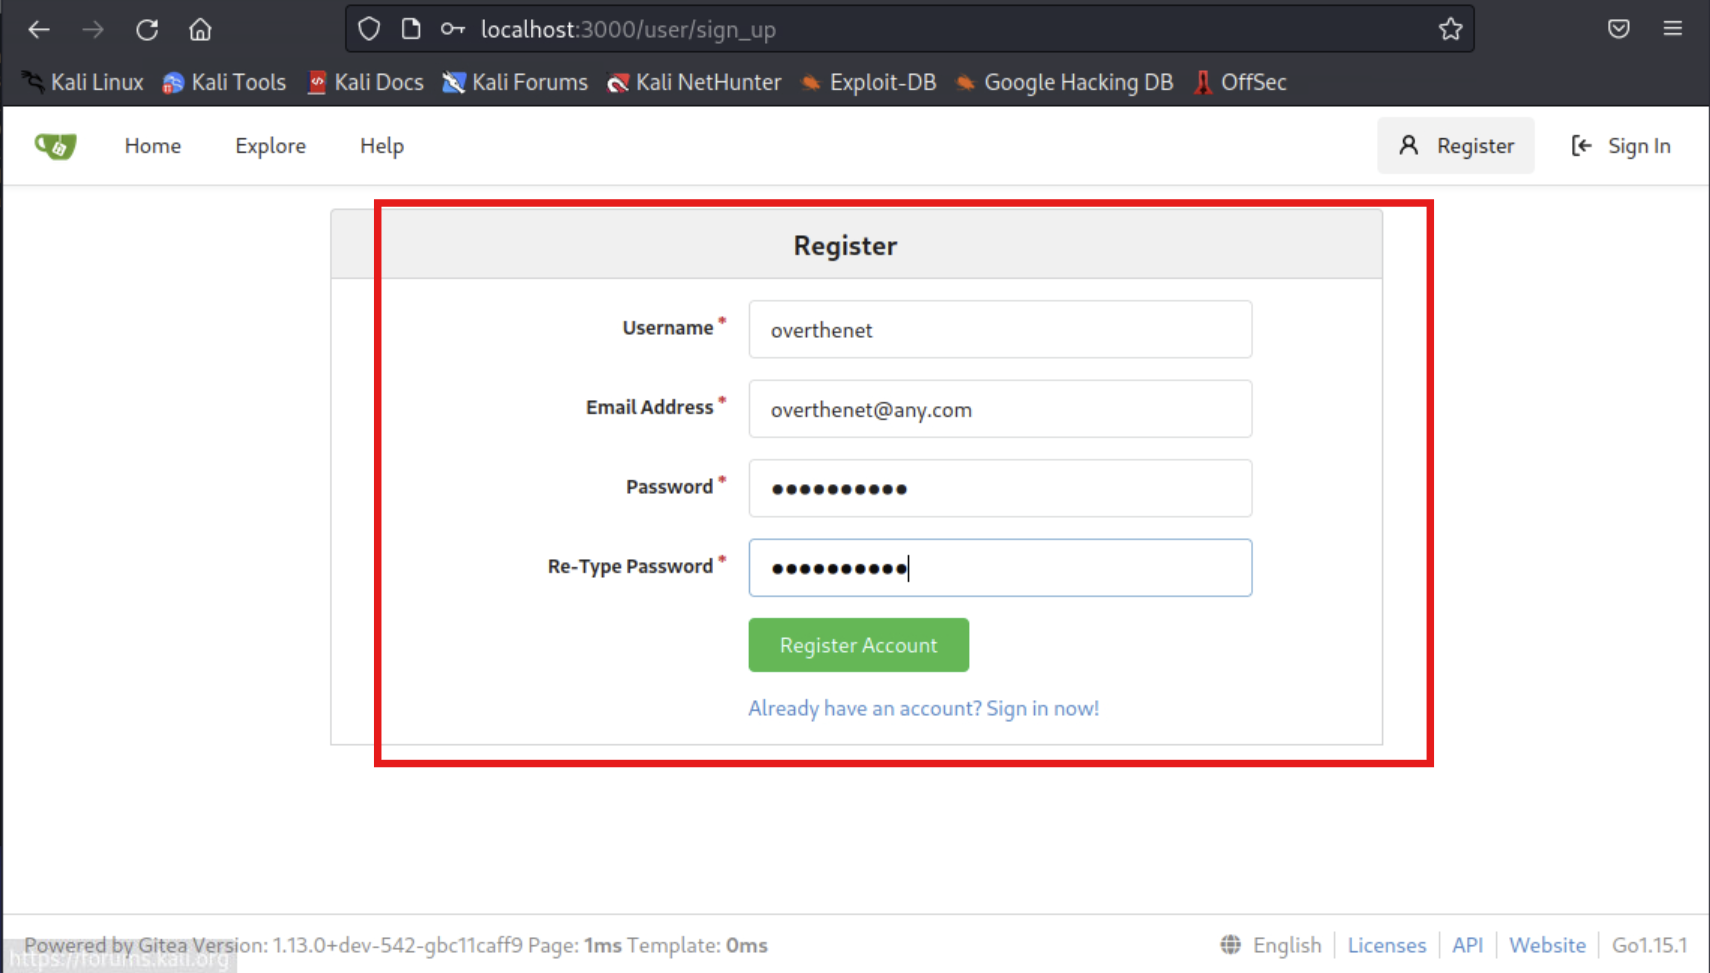 localhost:3000/user/sign_up
Kali Linux Kali Tools Kali Docs Kali Forums Kali NetHunter Exploit-DB Google Hacking DB OffSec
Home Explore Help Register Sign In
Register
Username * overthenet
Email Address * overthenet@any.com
Password * ●●●●●●●●●●
Re-Type Password * ●●●●●●●●●●
Register Account
Already have an account? Sign in now!
Powered by Gitea Version: 1.13.0+dev-542-gbc11caff9 Page: 1ms Template: 0ms English Licenses API Website Go1.15.1
https://forums.kali.org